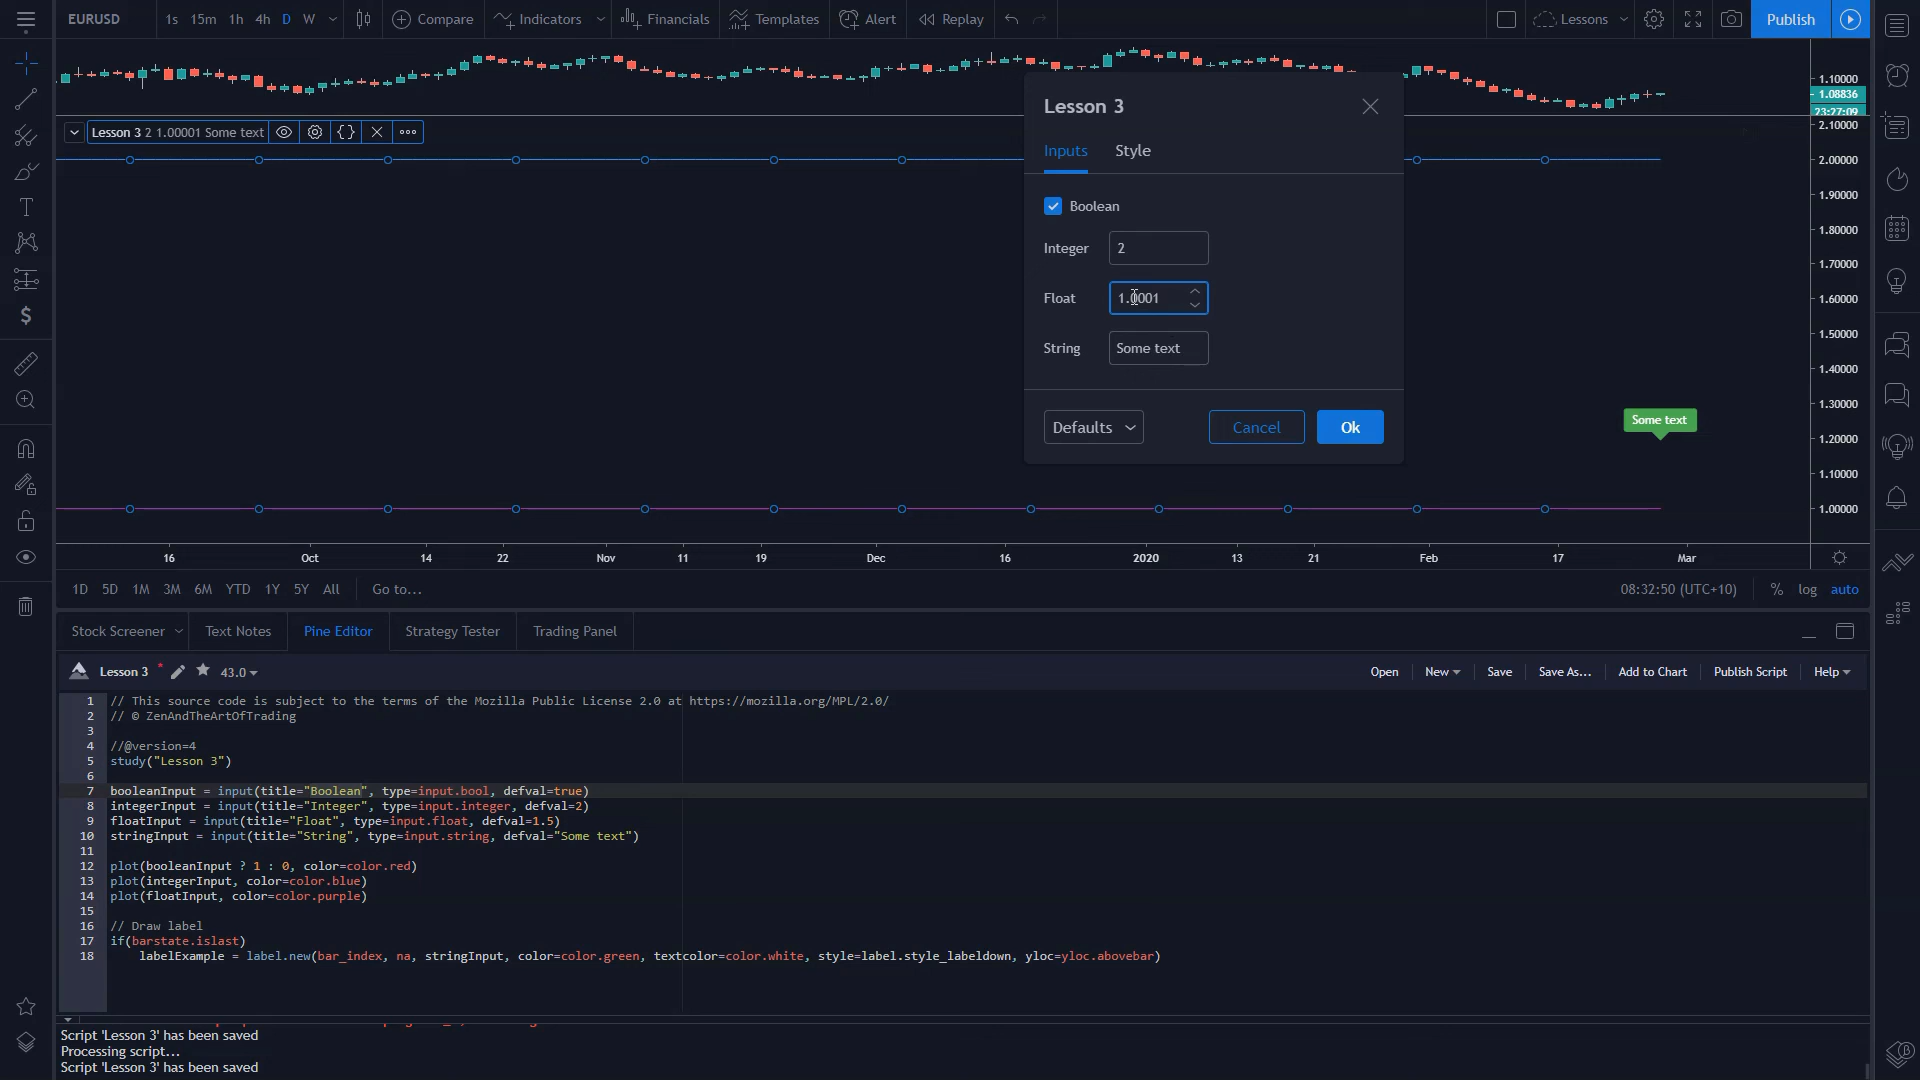 EURUSD 1s 15m 1h 4h D W Compare Indicators Financials Templates Alert Replay Lessons Publish
1.10000
1.08836
23:27:09
Lesson 3 2 1.00001 Some text
2.10000
2.00000
1.90000
1.80000
1.70000
1.60000
1.50000
1.40000
1.30000
1.20000
1.10000
1.00000
Lesson 3
Inputs Style
Boolean
Integer 2
Float 1.0001
String Some text
Defaults Cancel Ok
Some text
16 Oct 14 22 Nov 11 19 Dec 16 2020 13 21 Feb 17 Mar
1D 5D 1M 3M 6M YTD 1Y 5Y All Go to... 08:32:50 (UTC+10) % log auto
Stock Screener Text Notes Pine Editor Strategy Tester Trading Panel
Lesson 3 * 43.0 Open New Save Save As... Add to Chart Publish Script Help
1 // This source code is subject to the terms of the Mozilla Public License 2.0 at https://mozilla.org/MPL/2.0/
2 // © ZenAndTheArtOfTrading
3
4 //@version=4
5 study("Lesson 3")
6
7 booleanInput = input(title="Boolean", type=input.bool, defval=true)
8 integerInput = input(title="Integer", type=input.integer, defval=2)
9 floatInput = input(title="Float", type=input.float, defval=1.5)
10 stringInput = input(title="String", type=input.string, defval="Some text")
11
12 plot(booleanInput ? 1 : 0, color=color.red)
13 plot(integerInput, color=color.blue)
14 plot(floatInput, color=color.purple)
15
16 // Draw label
17 if(barstate.islast)
18 labelExample = label.new(bar_index, na, stringInput, color=color.green, textcolor=color.white, style=label.style_labeldown, yloc=yloc.abovebar)
Script 'Lesson 3' has been saved
Processing script...
Script 'Lesson 3' has been saved